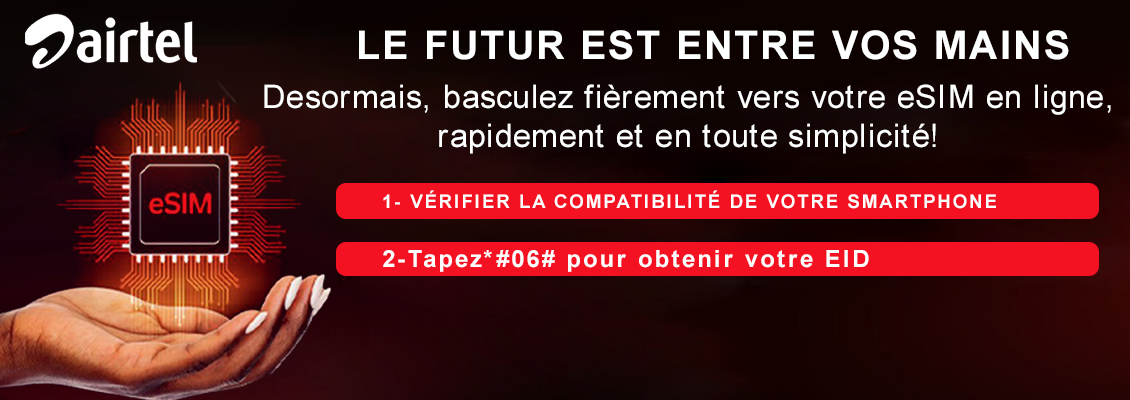 airtel
LE FUTUR EST ENTRE VOS MAINS
Desormais, basculez fièrement vers votre eSIM en ligne,
rapidement et en toute simplicité!
eSIM
1- VÉRIFIER LA COMPATIBILITÉ DE VOTRE SMARTPHONE
2-Tapez*#06# pour obtenir votre EID